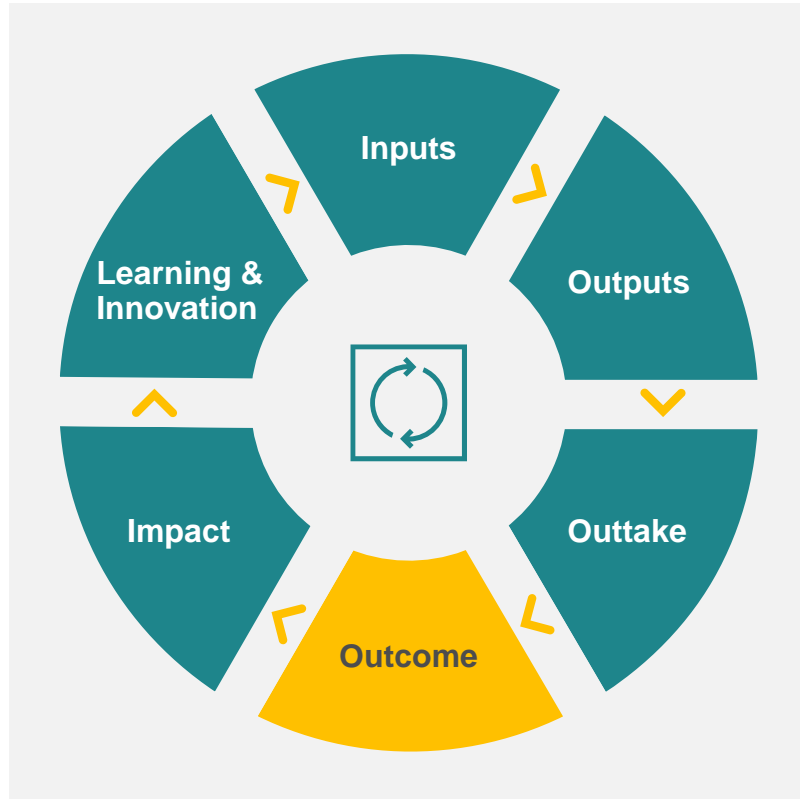 Inputs
Outputs
Outtake
Outcome
Impact
Learning &
Innovation